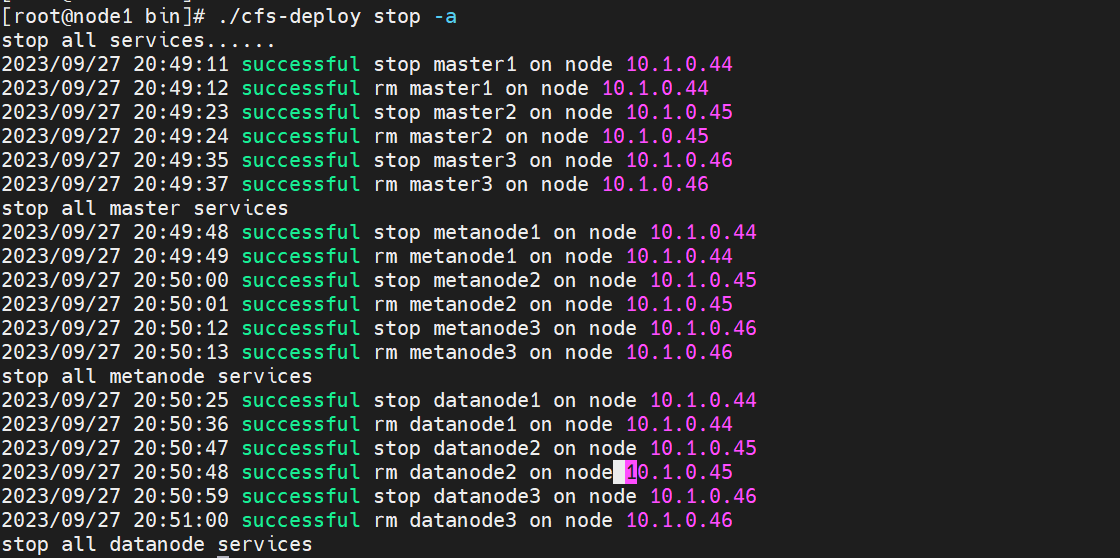 [root@node1 bin]# ./cfs-deploy stop -a
stop all services......
2023/09/27 20:49:11 successful stop master1 on node 10.1.0.44
2023/09/27 20:49:12 successful rm master1 on node 10.1.0.44
2023/09/27 20:49:23 successful stop master2 on node 10.1.0.45
2023/09/27 20:49:24 successful rm master2 on node 10.1.0.45
2023/09/27 20:49:35 successful stop master3 on node 10.1.0.46
2023/09/27 20:49:37 successful rm master3 on node 10.1.0.46
stop all master services
2023/09/27 20:49:48 successful stop metanode1 on node 10.1.0.44
2023/09/27 20:49:49 successful rm metanode1 on node 10.1.0.44
2023/09/27 20:50:00 successful stop metanode2 on node 10.1.0.45
2023/09/27 20:50:01 successful rm metanode2 on node 10.1.0.45
2023/09/27 20:50:12 successful stop metanode3 on node 10.1.0.46
2023/09/27 20:50:13 successful rm metanode3 on node 10.1.0.46
stop all metanode services
2023/09/27 20:50:25 successful stop datanode1 on node 10.1.0.44
2023/09/27 20:50:36 successful rm datanode1 on node 10.1.0.44
2023/09/27 20:50:47 successful stop datanode2 on node 10.1.0.45
2023/09/27 20:50:48 successful rm datanode2 on node 10.1.0.45
2023/09/27 20:50:59 successful stop datanode3 on node 10.1.0.46
2023/09/27 20:51:00 successful rm datanode3 on node 10.1.0.46
stop all datanode services